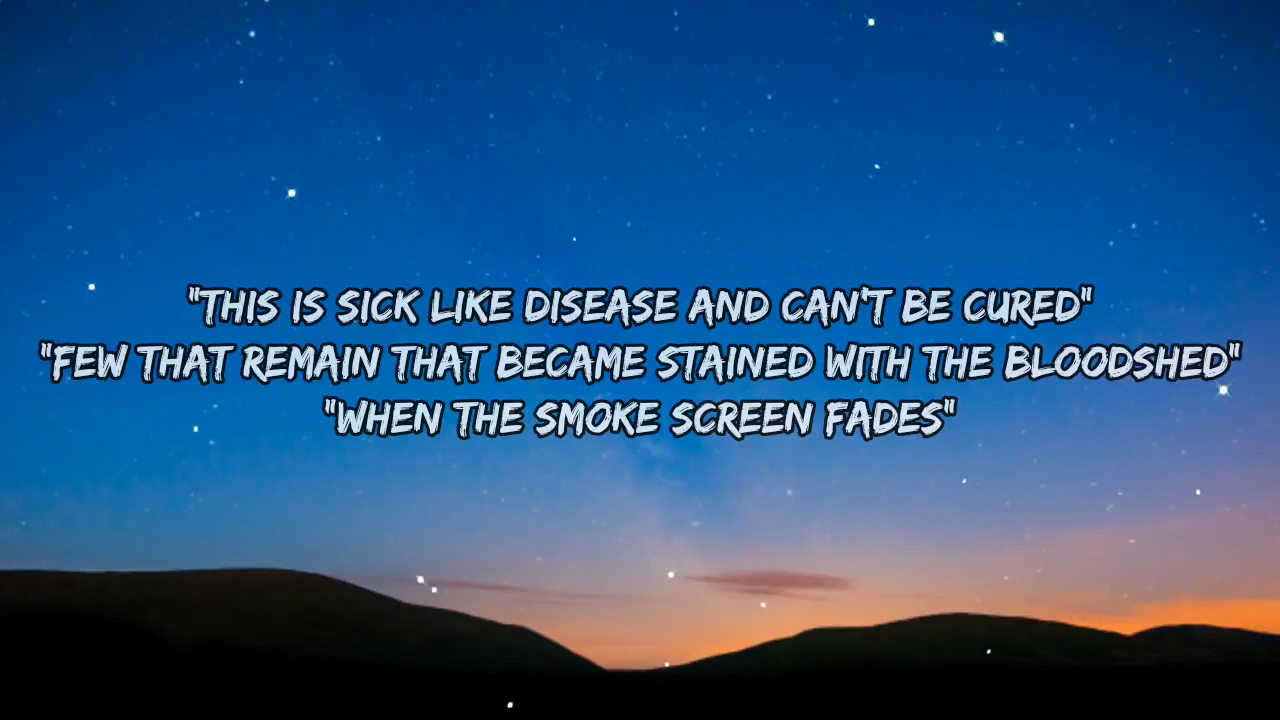 "THIS IS SICK LIKE DISEASE AND CAN'T BE CURED"
"FEW THAT REMAIN THAT BECAME STAINED WITH THE BLOODSHED"
"WHEN THE SMOKE SCREEN FADES"